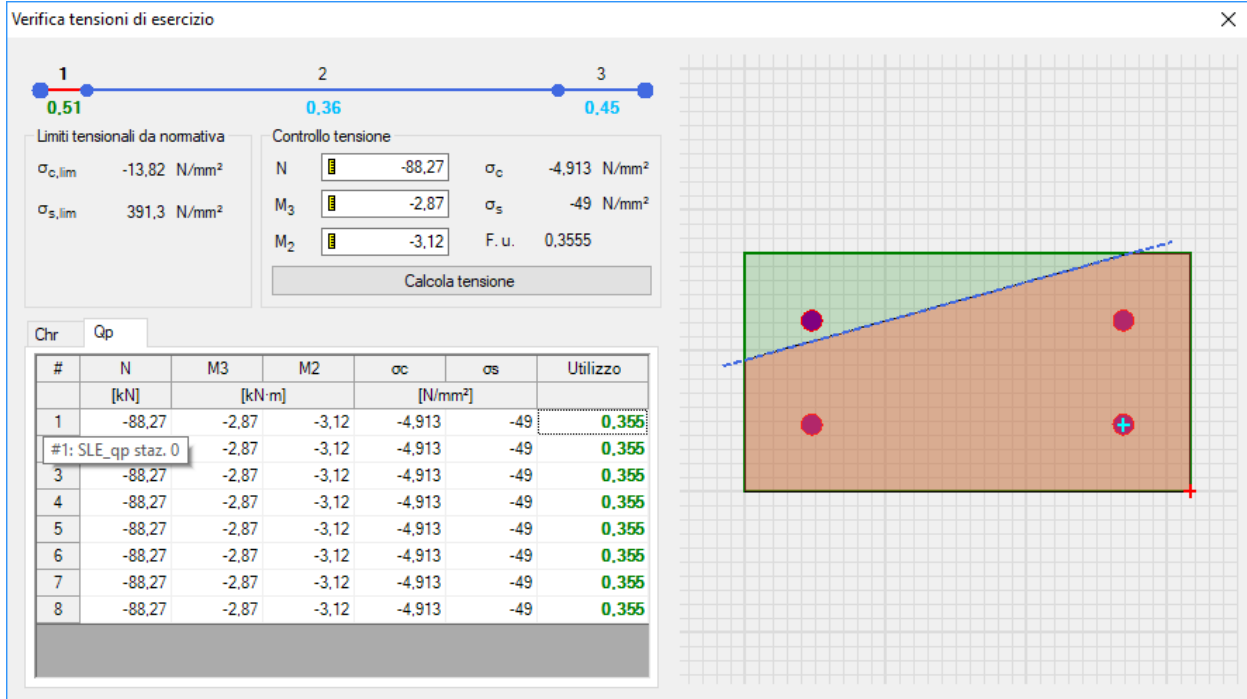 Verifica tensioni di esercizio
1 2 3
0,51 0,36 0,45
Limiti tensionali da normativa
σc,lim -13,82 N/mm²
σs,lim 391,3 N/mm²
Controllo tensione
N -88,27 σc -4,913 N/mm²
M3 -2,87 σs -49 N/mm²
M2 -3,12 F. u. 0,3555
Calcola tensione
Chr Qp
# N M3 M2 σc σs Utilizzo
[kN] [kN·m] [N/mm²]
1 -88,27 -2,87 -3,12 -4,913 -49 0,355
#1: SLE_qp staz. 0 -2,87 -3,12 -4,913 -49 0,355
3 -88,27 -2,87 -3,12 -4,913 -49 0,355
4 -88,27 -2,87 -3,12 -4,913 -49 0,355
5 -88,27 -2,87 -3,12 -4,913 -49 0,355
6 -88,27 -2,87 -3,12 -4,913 -49 0,355
7 -88,27 -2,87 -3,12 -4,913 -49 0,355
8 -88,27 -2,87 -3,12 -4,913 -49 0,355